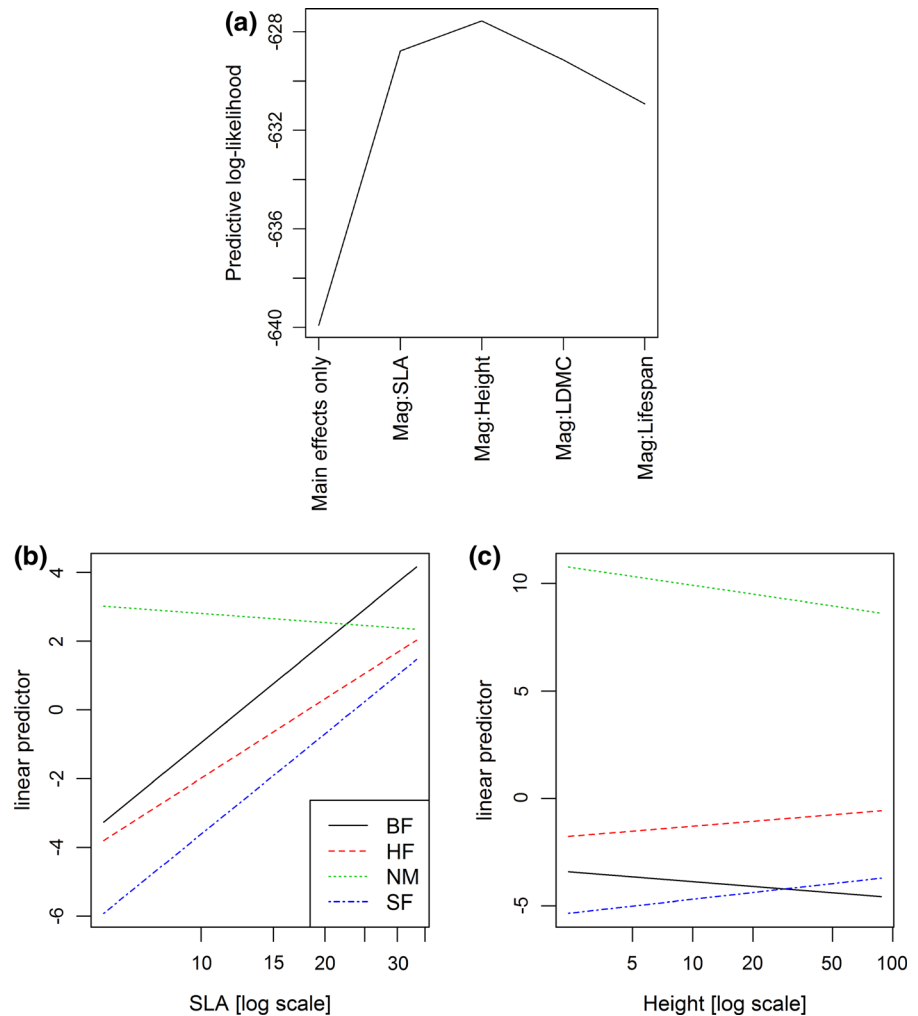 (a)
Predictive log-likelihood
-628
-632
-636
-640
Main effects only
Mag:SLA
Mag:Height
Mag:LDMC
Mag:Lifespan
(b)
linear predictor
4
2
0
-2
-4
-6
BF
HF
NM
SF
10
15
20
30
SLA [log scale]
(c)
linear predictor
10
5
0
-5
5
10
20
50
100
Height [log scale]